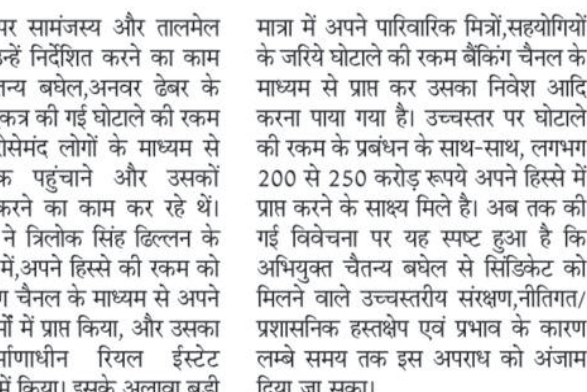 पर सामंजस्य और तालमेल
उन्हें निर्देशित करने का काम
तन्य बघेल,अनवर ढेबर के
कत्र की गई घोटाले की रकम
ोसेमंद लोगों के माध्यम से
क पहुंचाने और उसकों
करने का काम कर रहे थें।
ने त्रिलोक सिंह ढिल्लन के
में,अपने हिस्से की रकम को
ग चैनल के माध्यम से अपने
र्मों में प्राप्त किया, और उसका
र्माणाधीन रियल ईस्टेट
में किया। इसके अलावा बड़ी
मात्रा में अपने पारिवारिक मित्रों,सहयोगियों
के जरिये घोटाले की रकम बैंकिंग चैनल के
माध्यम से प्राप्त कर उसका निवेश आदि
करना पाया गया है। उच्चस्तर पर घोटाले
की रकम के प्रबंधन के साथ-साथ, लगभग
200 से 250 करोड़ रूपये अपने हिस्से में
प्राप्त करने के साक्ष्य मिले है। अब तक की
गई विवेचना पर यह स्पष्ट हुआ है कि
अभियुक्त चैतन्य बघेल से सिंडिकेट को
मिलने वाले उच्चस्तरीय संरक्षण,नीतिगत/
प्रशासनिक हस्तक्षेप एवं प्रभाव के कारण
लम्बे समय तक इस अपराध को अंजाम
दिया जा सका।